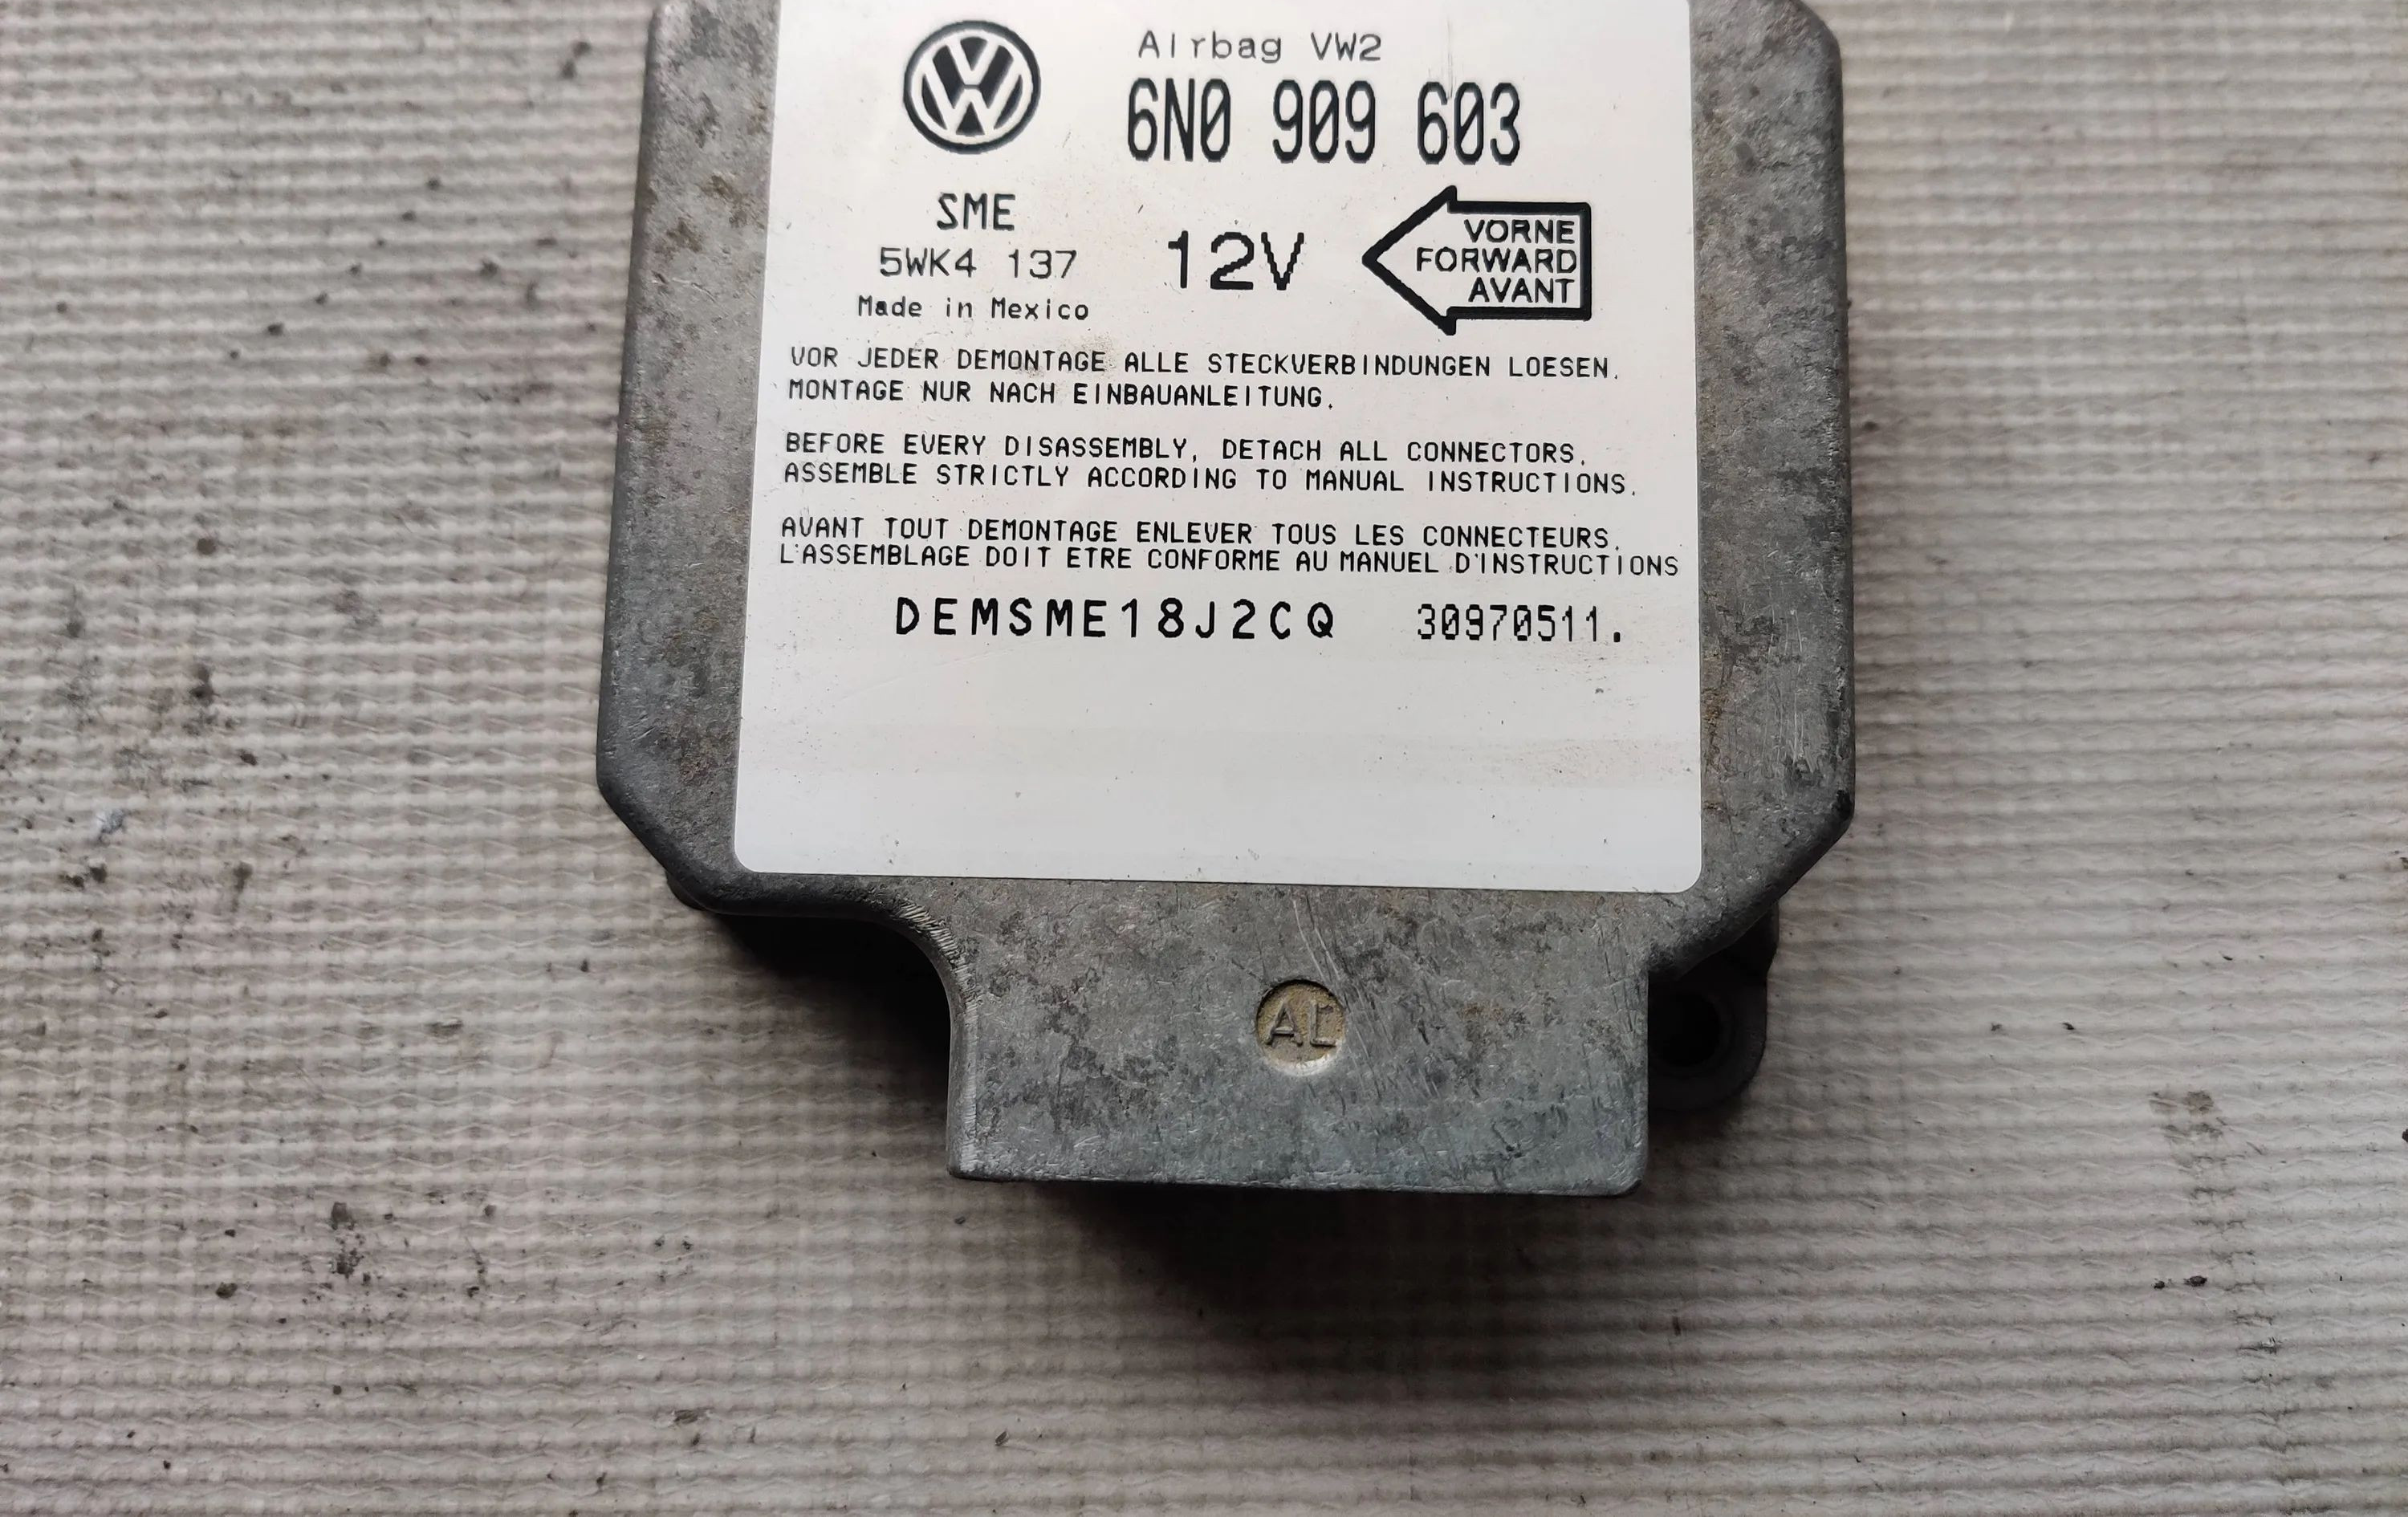 Airbag VW2
6N0 909 603
SME
5WK4 137
Made in Mexico
12V
VORNE
FORWARD
AVANT
VOR JEDER DEMONTAGE ALLE STECKVERBINDUNGEN LOESEN.
MONTAGE NUR NACH EINBAUANLEITUNG.
BEFORE EVERY DISASSEMBLY, DETACH ALL CONNECTORS.
ASSEMBLE STRICTLY ACCORDING TO MANUAL INSTRUCTIONS.
AVANT TOUT DEMONTAGE ENLEVER TOUS LES CONNECTEURS.
L'ASSEMBLAGE DOIT ETRE CONFORME AU MANUEL D'INSTRUCTIONS
DEMSME18J2CQ 30970511.
AL